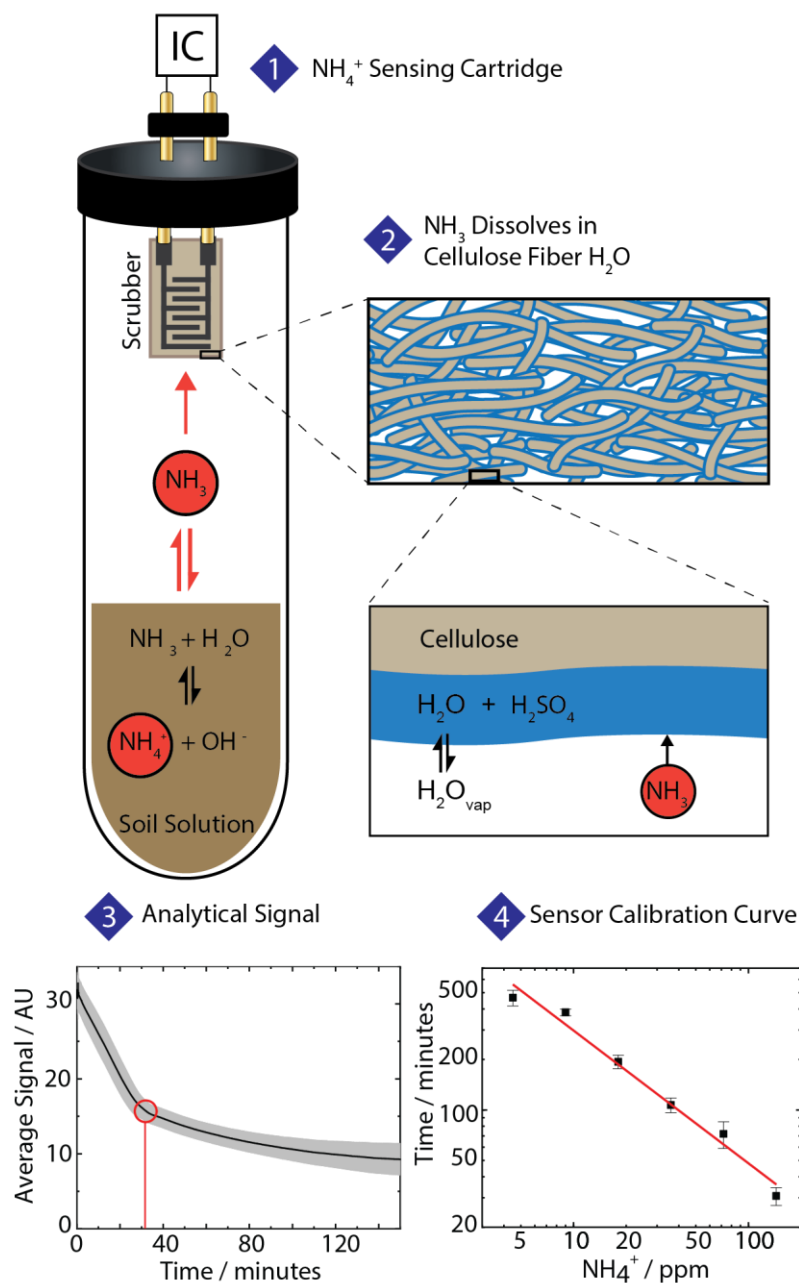 IC
1
NH₄⁺ Sensing Cartridge
2
NH₃ Dissolves in
Cellulose Fiber H₂O
Scrubber
NH₃
NH₃ + H₂O
NH₄⁺ + OH⁻
Soil Solution
Cellulose
H₂O + H₂SO₄
H₂Oᵥₐₚ
NH₃
3
Analytical Signal
Average Signal / AU
30
20
10
0
0
40
80
120
Time / minutes
4
Sensor Calibration Curve
Time / minutes
500
200
100
50
20
5
10
20
50
100
NH₄⁺ / ppm